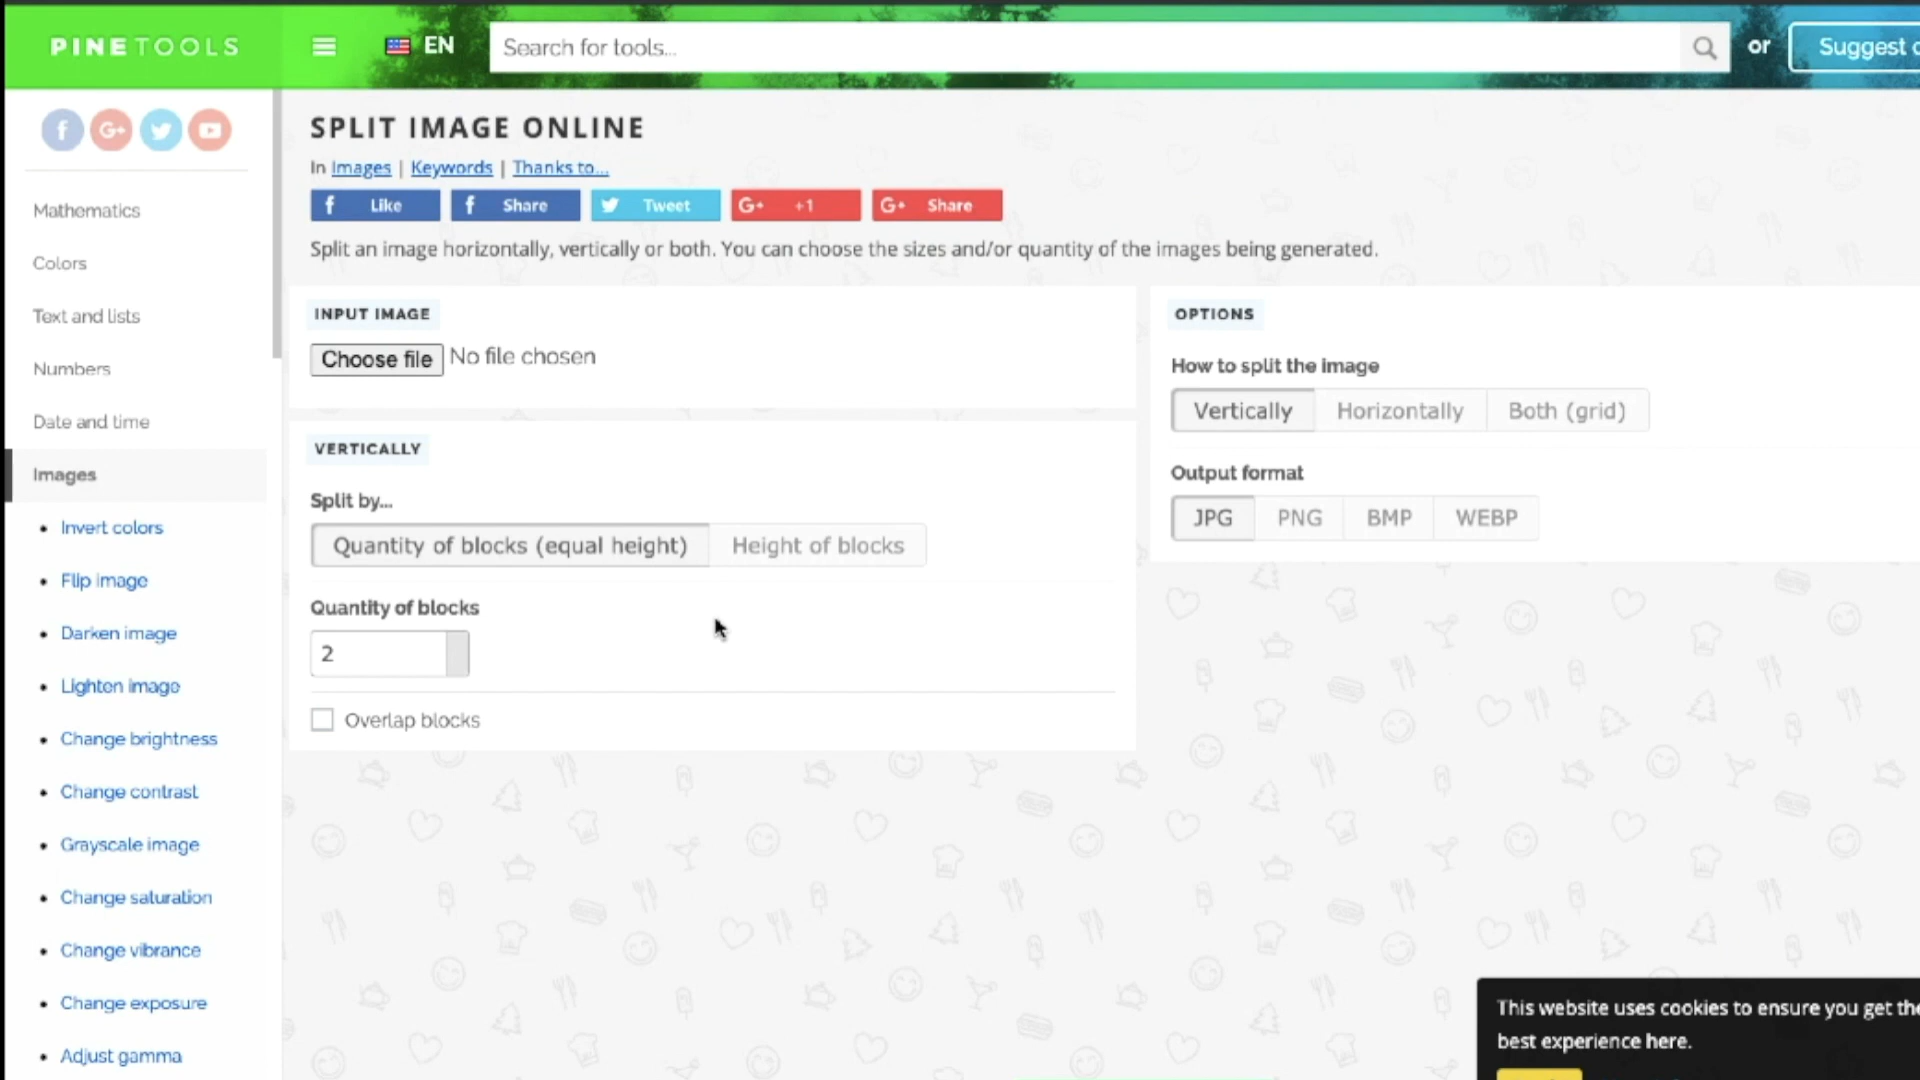 PINETOOLS
EN
Search for tools...
or
Suggest
SPLIT IMAGE ONLINE
In Images | Keywords | Thanks to...
Like
Share
Tweet
G+ +1
G+ Share
Split an image horizontally, vertically or both. You can choose the sizes and/or quantity of the images being generated.
Mathematics
Colors
Text and lists
Numbers
Date and time
Images
Invert colors
Flip image
Darken image
Lighten image
Change brightness
Change contrast
Grayscale image
Change saturation
Change vibrance
Change exposure
Adjust gamma
INPUT IMAGE
Choose file No file chosen
VERTICALLY
Split by...
Quantity of blocks (equal height) Height of blocks
Quantity of blocks
2
Overlap blocks
OPTIONS
How to split the image
Vertically Horizontally Both (grid)
Output format
JPG PNG BMP WEBP
This website uses cookies to ensure you get the
best experience here.